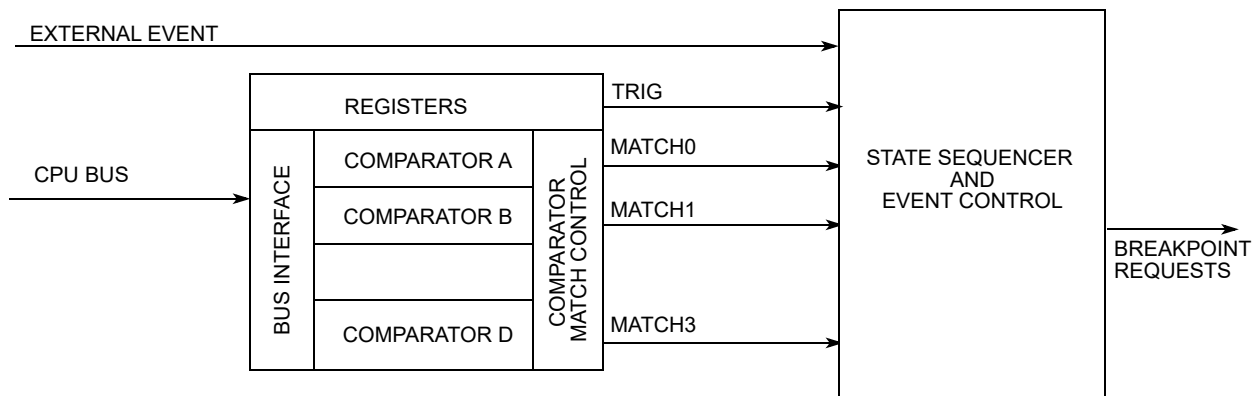 EXTERNAL EVENT
REGISTERS
TRIG
CPU BUS
BUS INTERFACE
COMPARATOR A
COMPARATOR B
COMPARATOR D
COMPARATOR
MATCH CONTROL
MATCH0
MATCH1
MATCH3
STATE SEQUENCER
AND
EVENT CONTROL
BREAKPOINT
REQUESTS